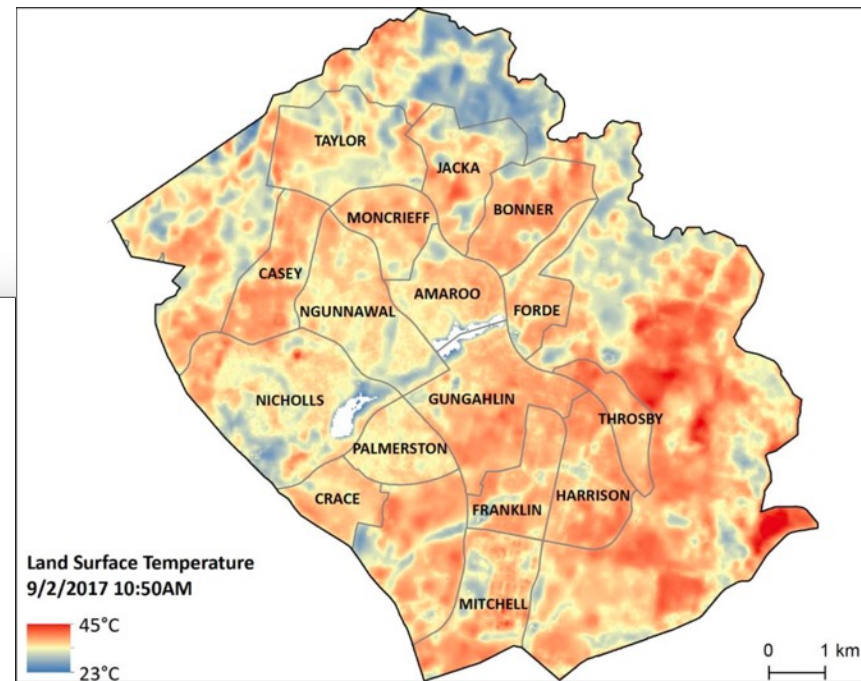 TAYLOR
JACKA
BONNER
MONCRIEFF
CASEY
AMAROO
NGUNNAWAL
FORDE
NICHOLLS
GUNGAHLIN
THROSBY
PALMERSTON
CRACE
FRANKLIN
HARRISON
MITCHELL
Land Surface Temperature
9/2/2017 10:50AM
45°C
23°C
0 1 km